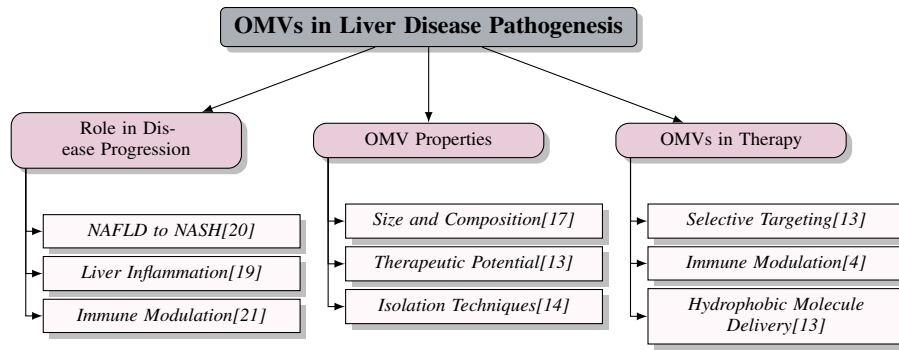 OMVs in Liver Disease Pathogenesis
Role in Dis-
ease Progression
NAFLD to NASH[20]
Liver Inflammation[19]
Immune Modulation[21]
OMV Properties
Size and Composition[17]
Therapeutic Potential[13]
Isolation Techniques[14]
OMVs in Therapy
Selective Targeting[13]
Immune Modulation[4]
Hydrophobic Molecule
Delivery[13]